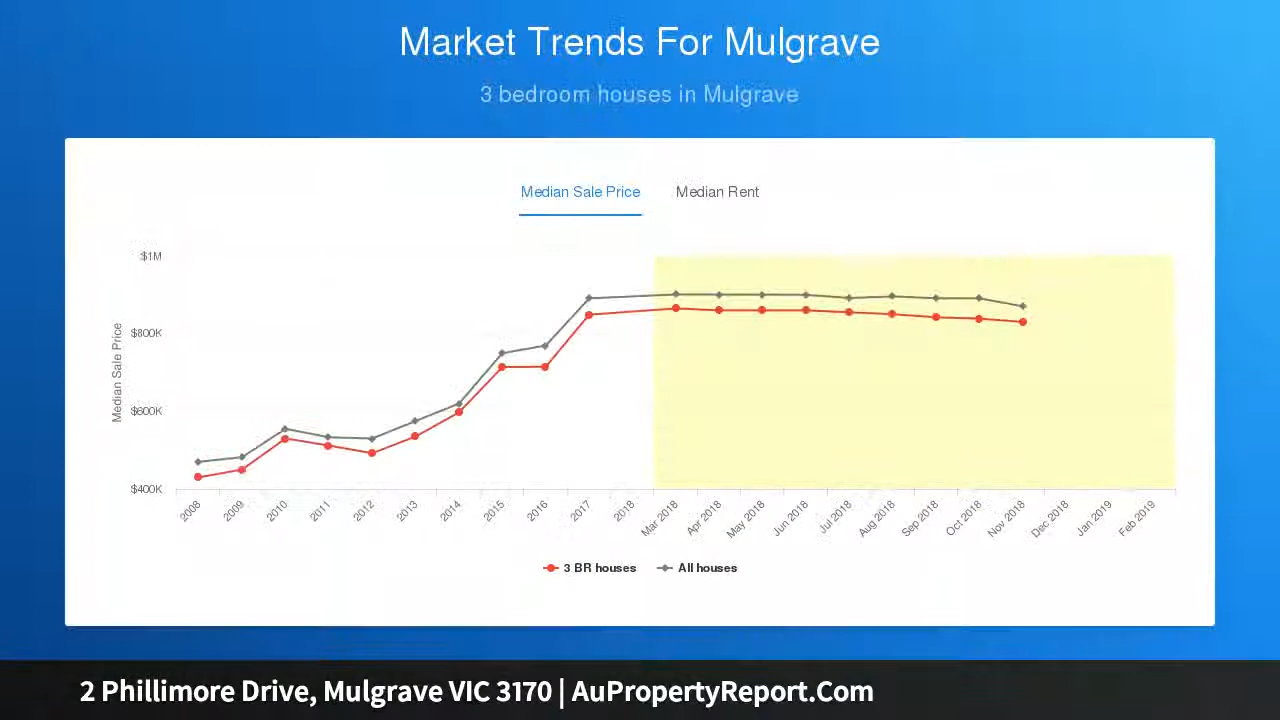 Market Trends For Mulgrave
3 bedroom houses in Mulgrave
Median Sale Price Median Rent
Median Sale Price
$1M
$800K
$600K
$400K
2008 2009 2010 2011 2012 2013 2014 2015 2016 2017 2018 Mar 2018 Apr 2018 May 2018 Jun 2018 Jul 2018 Aug 2018 Sep 2018 Oct 2018 Nov 2018 Dec 2018 Jan 2019 Feb 2019
3 BR houses All houses
2 Phillimore Drive, Mulgrave VIC 3170 | AuPropertyReport.Com